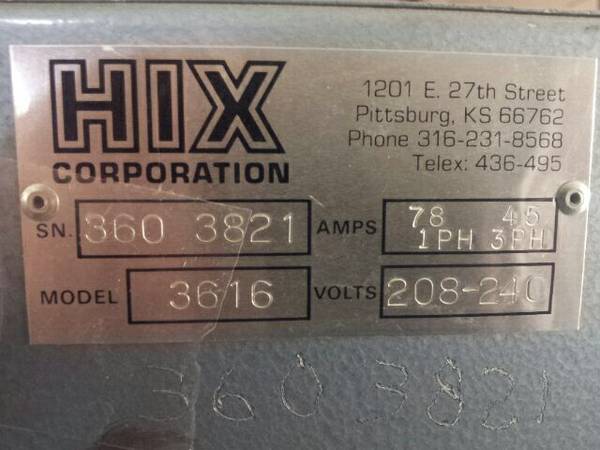 HIX
CORPORATION
1201 E. 27th Street
Pittsburg, KS 66762
Phone 316-231-8568
Telex: 436-495
SN. 360 3821 AMPS 78 45
1PH 3PH
MODEL 3616 VOLTS 208-240
360 3821